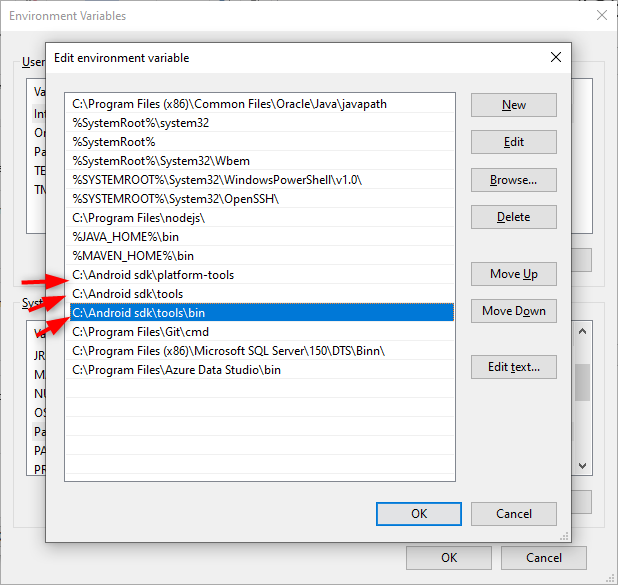 Environment Variables
Edit environment variable
User
Va
Int
On
Pa
TE
TM
C:\Program Files (x86)\Common Files\Oracle\Java\javapath
%SystemRoot%\system32
%SystemRoot%
%SystemRoot%\System32\Wbem
%SYSTEMROOT%\System32\WindowsPowerShell\v1.0\
%SYSTEMROOT%\System32\OpenSSH\
C:\Program Files\nodejs\
%JAVA_HOME%\bin
%MAVEN_HOME%\bin
C:\Android sdk\platform-tools
C:\Android sdk\tools
C:\Android sdk\tools\bin
C:\Program Files\Git\cmd
C:\Program Files (x86)\Microsoft SQL Server\150\DTS\Binn\
C:\Program Files\Azure Data Studio\bin
New
Edit
Browse...
Delete
Move Up
Move Down
Edit text...
Syst
JR
M
NU
OS
Pa
PA
PR
OK
Cancel
OK
Cancel